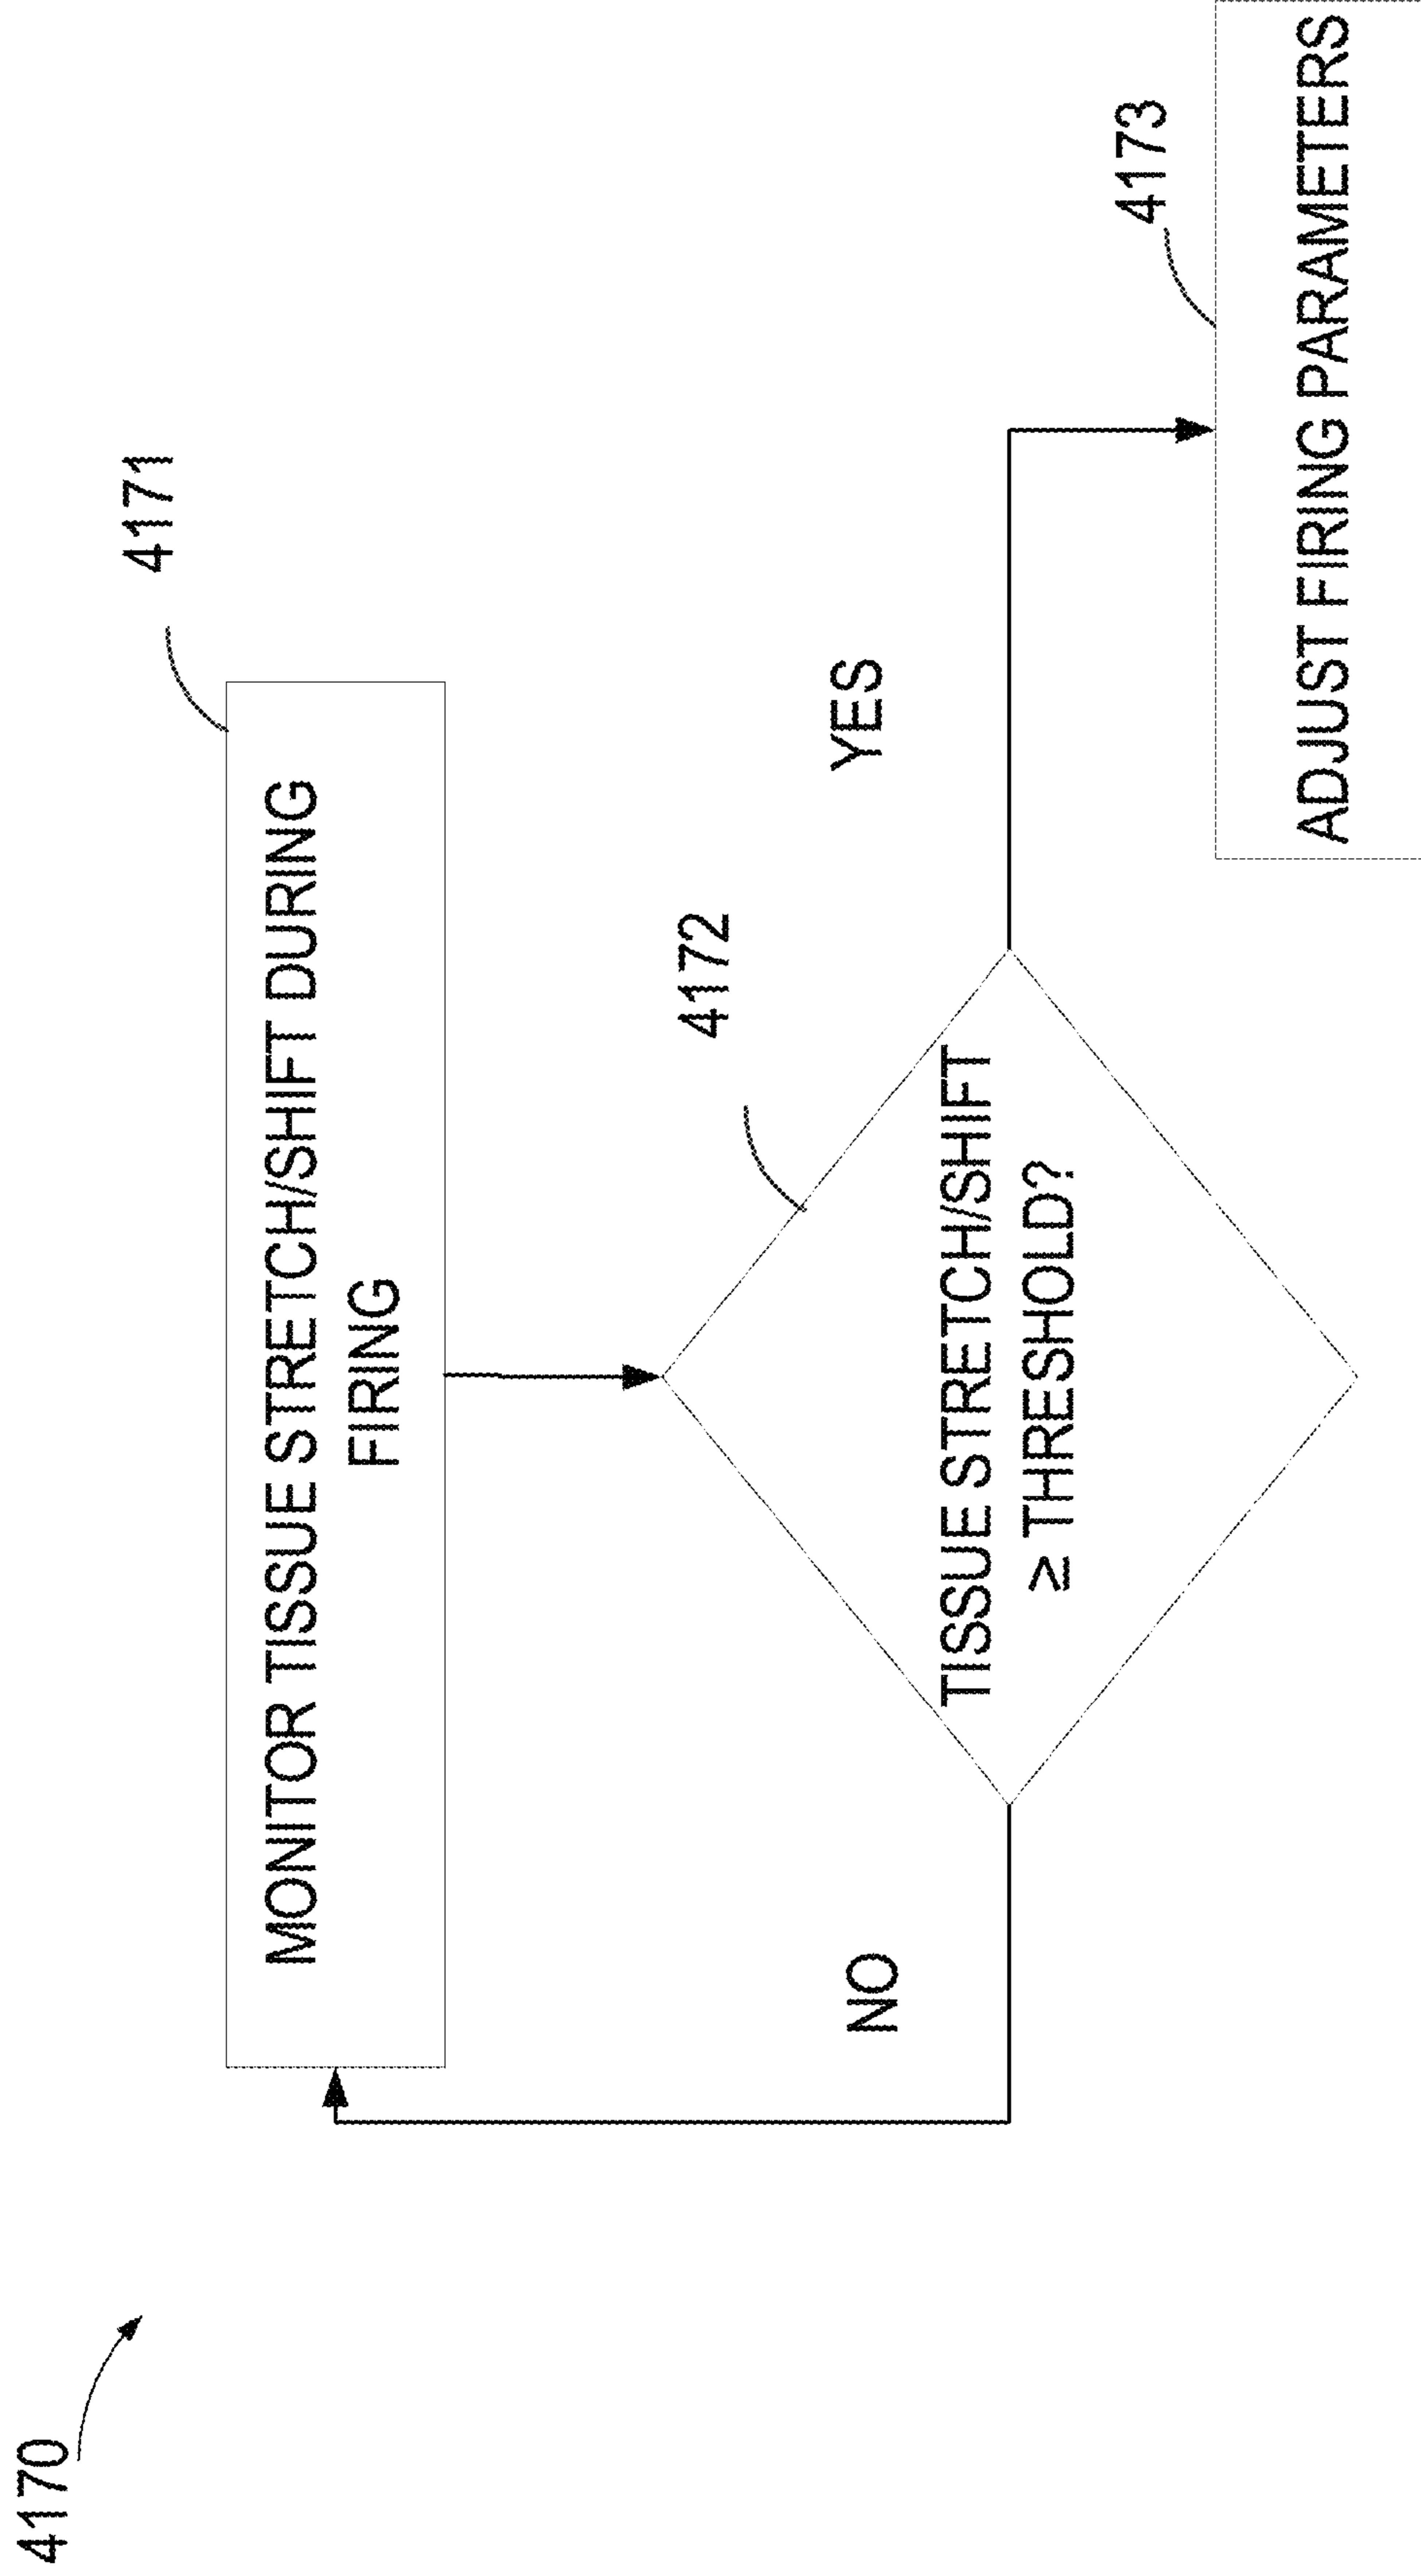 4170
4171
MONITOR TISSUE STRETCH/SHIFT DURING
FIRING
4172
TISSUE STRETCH/SHIFT
≥ THRESHOLD?
NO
YES
4173
ADJUST FIRING PARAMETERS